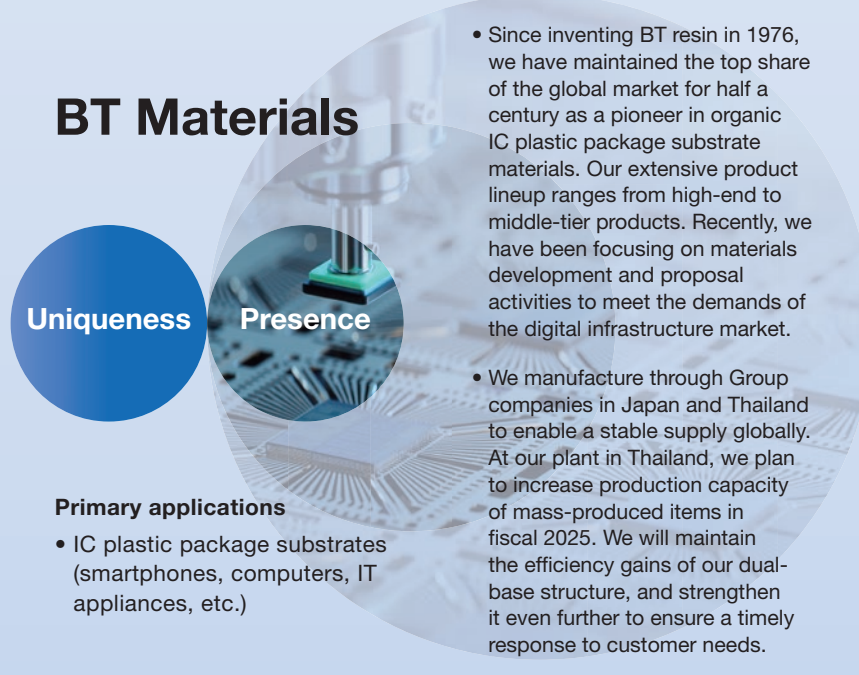 BT Materials
Uniqueness
Presence
Primary applications
• IC plastic package substrates
(smartphones, computers, IT
appliances, etc.)
• Since inventing BT resin in 1976,
we have maintained the top share
of the global market for half a
century as a pioneer in organic
IC plastic package substrate
materials. Our extensive product
lineup ranges from high-end to
middle-tier products. Recently, we
have been focusing on materials
development and proposal
activities to meet the demands of
the digital infrastructure market.
• We manufacture through Group
companies in Japan and Thailand
to enable a stable supply globally.
At our plant in Thailand, we plan
to increase production capacity
of mass-produced items in
fiscal 2025. We will maintain
the efficiency gains of our dual-
base structure, and strengthen
it even further to ensure a timely
response to customer needs.